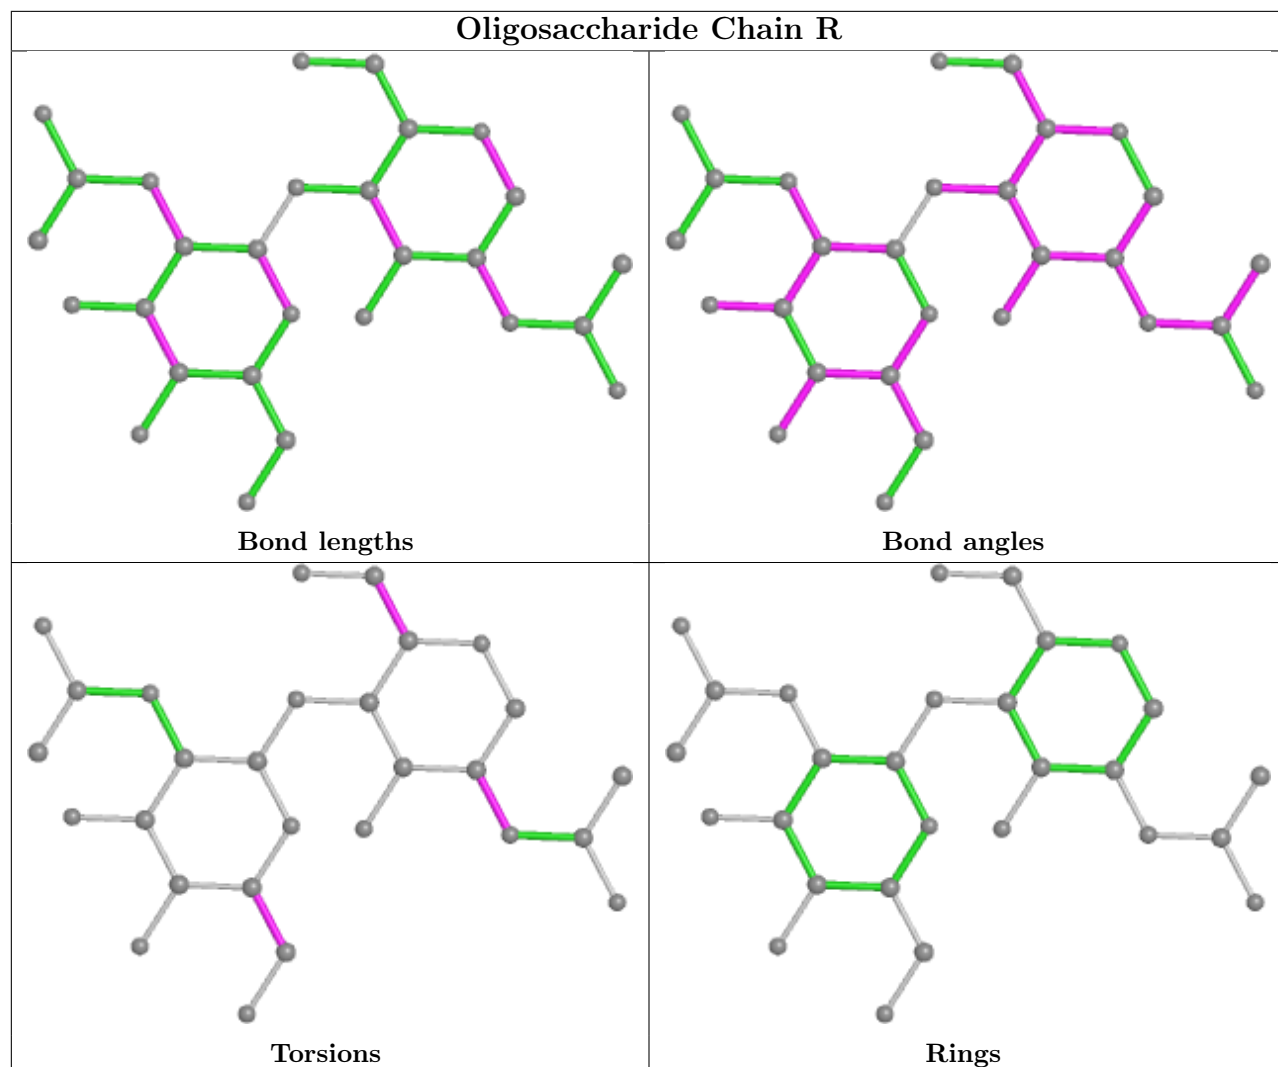 Oligosaccharide Chain R
Bond lengths
Bond angles
Torsions
Rings